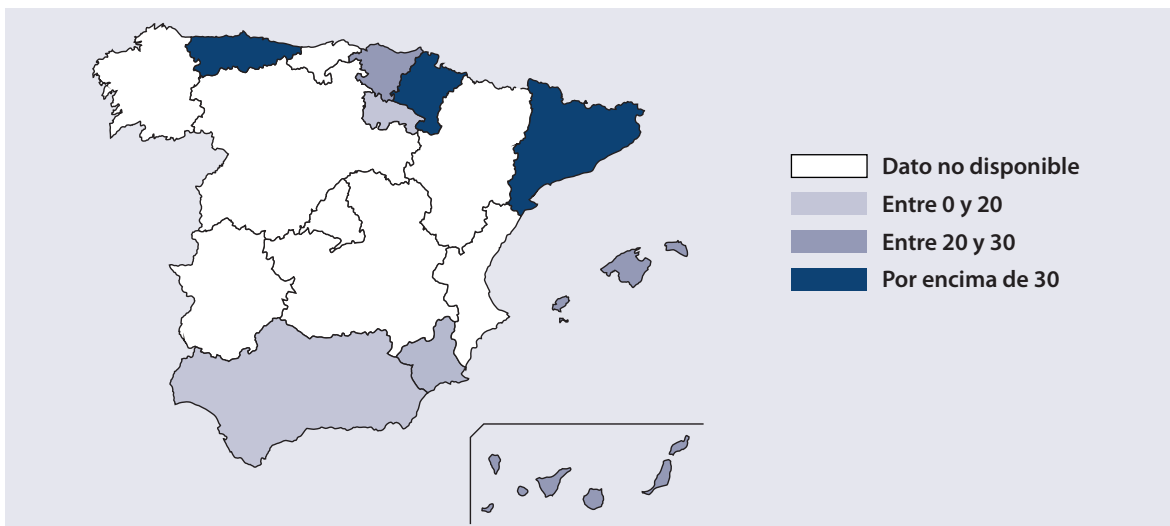 Dato no disponible
Entre 0 y 20
Entre 20 y 30
Por encima de 30